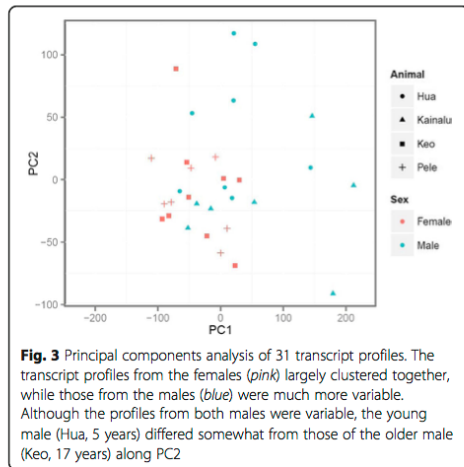 100
50
0
−50
−100
PC2
−200
−100
0
100
200
PC1
Animal
Hua
Kainalu
Keo
Pele
Sex
Female
Male
Fig. 3 Principal components analysis of 31 transcript profiles. The
transcript profiles from the females (pink) largely clustered together,
while those from the males (blue) were much more variable.
Although the profiles from both males were variable, the young
male (Hua, 5 years) differed somewhat from those of the older male
(Keo, 17 years) along PC2